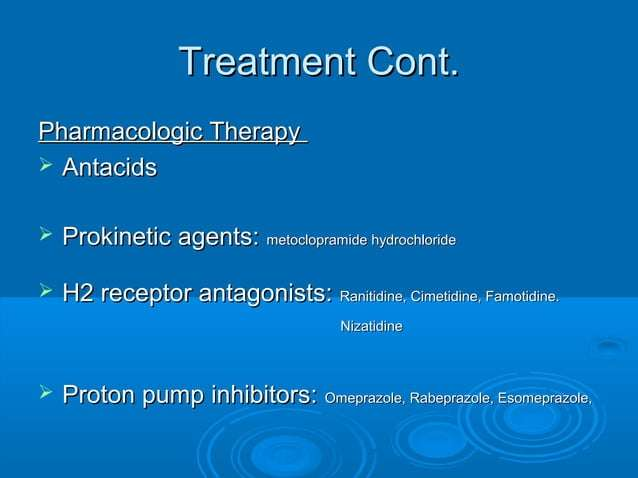 Treatment Cont.
Pharmacologic Therapy
Antacids
Prokinetic agents: metoclopramide hydrochloride
H2 receptor antagonists: Ranitidine, Cimetidine, Famotidine.
Nizatidine
Proton pump inhibitors: Omeprazole, Rabeprazole, Esomeprazole,